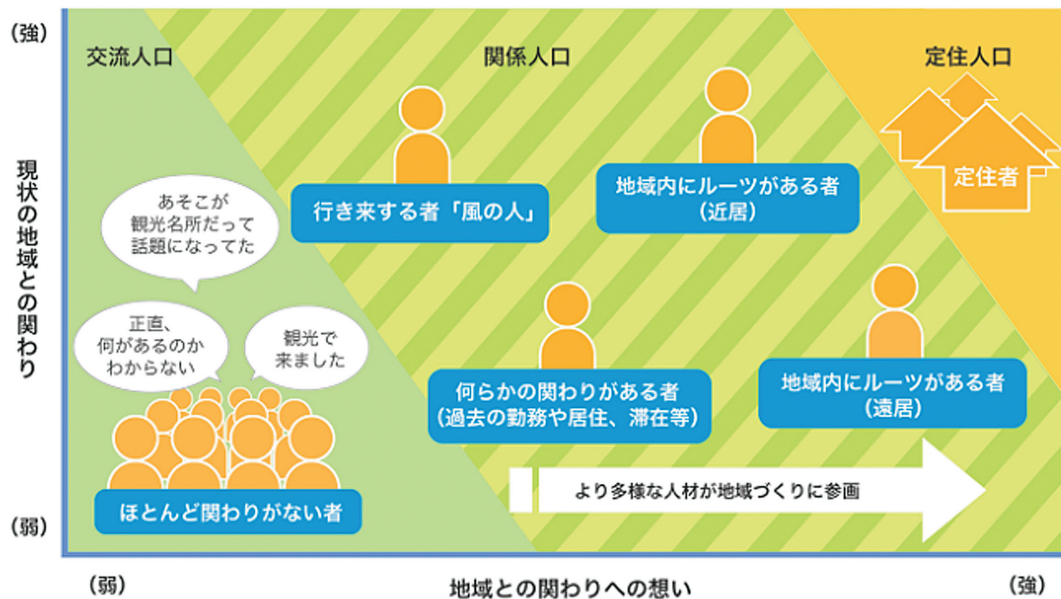 （強）
交流人口
関係人口
定住人口
現状の地域との関わり
定住者
地域内にルーツがある者
（近居）
行き来する者「風の人」
あそこが
観光名所だって
話題になってた
正直、
何があるのか
わからない
観光で
来ました
何らかの関わりがある者
（過去の勤務や居住、滞在等）
地域内にルーツがある者
（遠居）
より多様な人材が地域づくりに参画
ほとんど関わりがない者
（弱）
（弱）
地域との関わりへの想い
（強）